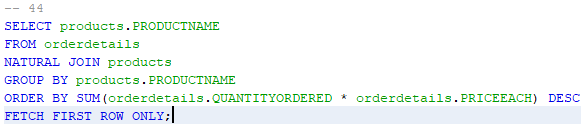 -- 44
SELECT products.PRODUCTNAME
FROM orderdetails
NATURAL JOIN products
GROUP BY products.PRODUCTNAME
ORDER BY SUM(orderdetails.QUANTITYORDERED * orderdetails.PRICEEACH) DESC
FETCH FIRST ROW ONLY;